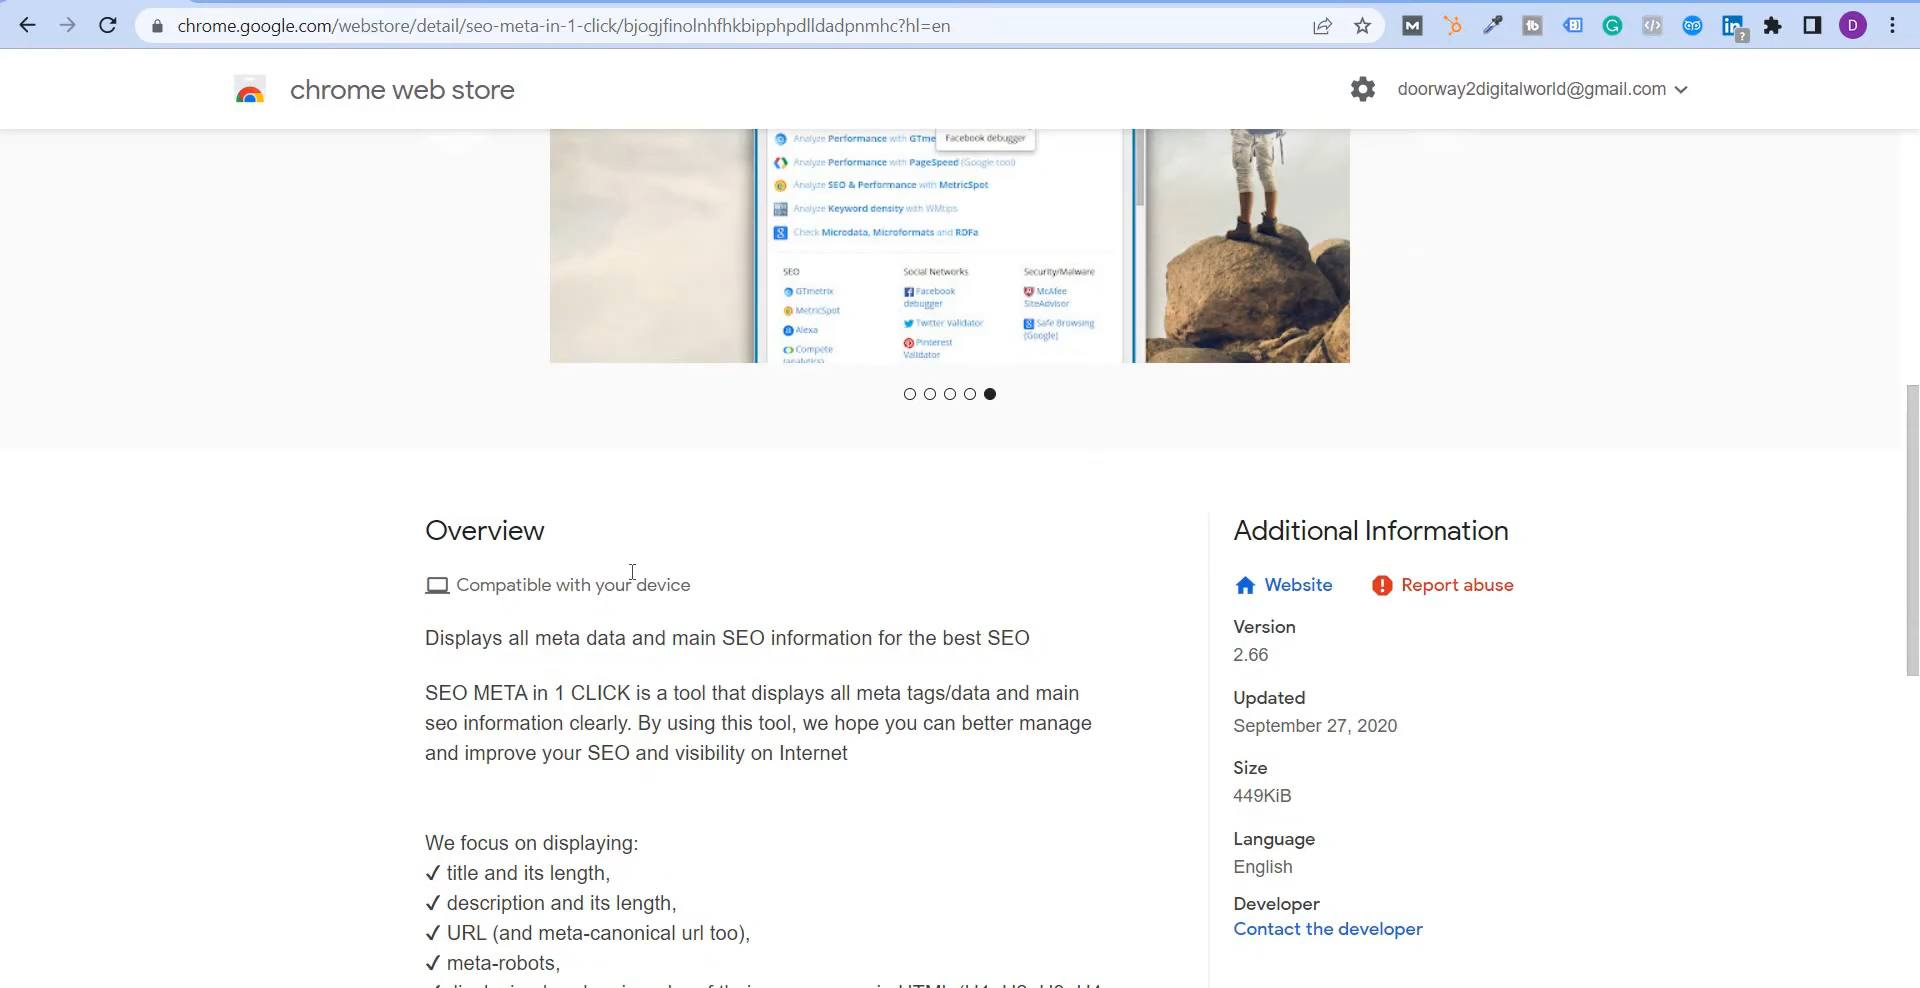 chrome.google.com/webstore/detail/seo-meta-in-1-click/bjogjfinolnhfhkbipphpdlldadpnmhc?hl=en
M
tb
G
</>
in
?
D
chrome web store
doorway2digitalworld@gmail.com
Facebook debugger
Analyze Performance with GTme
Analyze Performance with PageSpeed (Google tool)
Analyze SEO & Performance with MetricSpot
Analyze Keyword density with WMtips
Check Microdata, Microformats and RDFa
SEO
Social Networks
Security/Malware
GTmetrix
Facebook debugger
McAfee SiteAdvisor
MetricSpot
Twitter Validator
Safe Browsing (Google)
Alexa
Pinterest Validator
Compete
(analytics)
Overview
Compatible with your device
Displays all meta data and main SEO information for the best SEO
SEO META in 1 CLICK is a tool that displays all meta tags/data and main
seo information clearly. By using this tool, we hope you can better manage
and improve your SEO and visibility on Internet
We focus on displaying:
✓ title and its length,
✓ description and its length,
✓ URL (and meta-canonical url too),
✓ meta-robots,
Additional Information
Website
Report abuse
Version
2.66
Updated
September 27, 2020
Size
449KiB
Language
English
Developer
Contact the developer